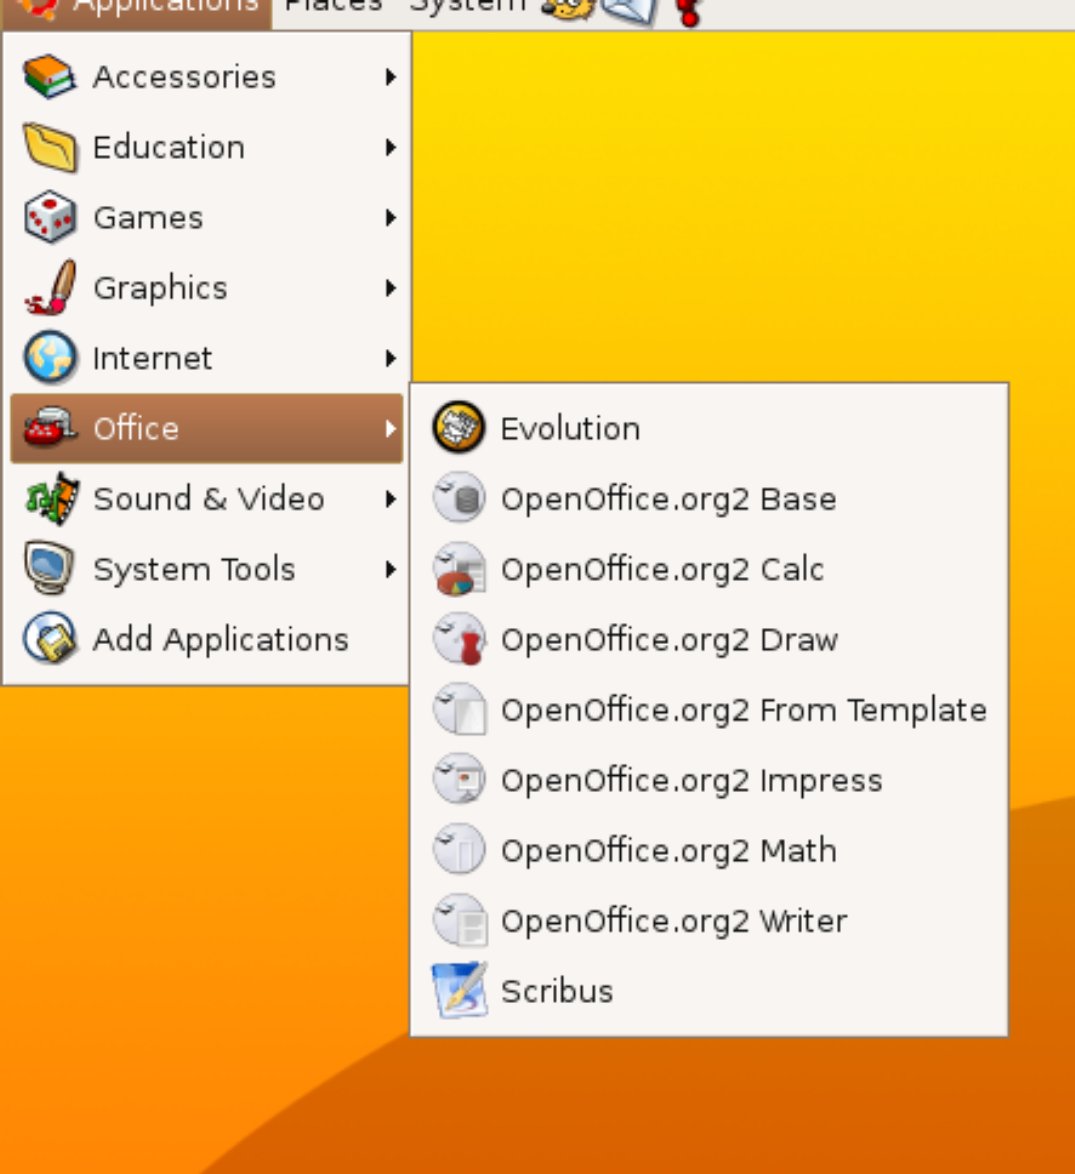 Applications Places System
Accessories
Education
Games
Graphics
Internet
Office
Sound & Video
System Tools
Add Applications
Evolution
OpenOffice.org2 Base
OpenOffice.org2 Calc
OpenOffice.org2 Draw
OpenOffice.org2 From Template
OpenOffice.org2 Impress
OpenOffice.org2 Math
OpenOffice.org2 Writer
Scribus